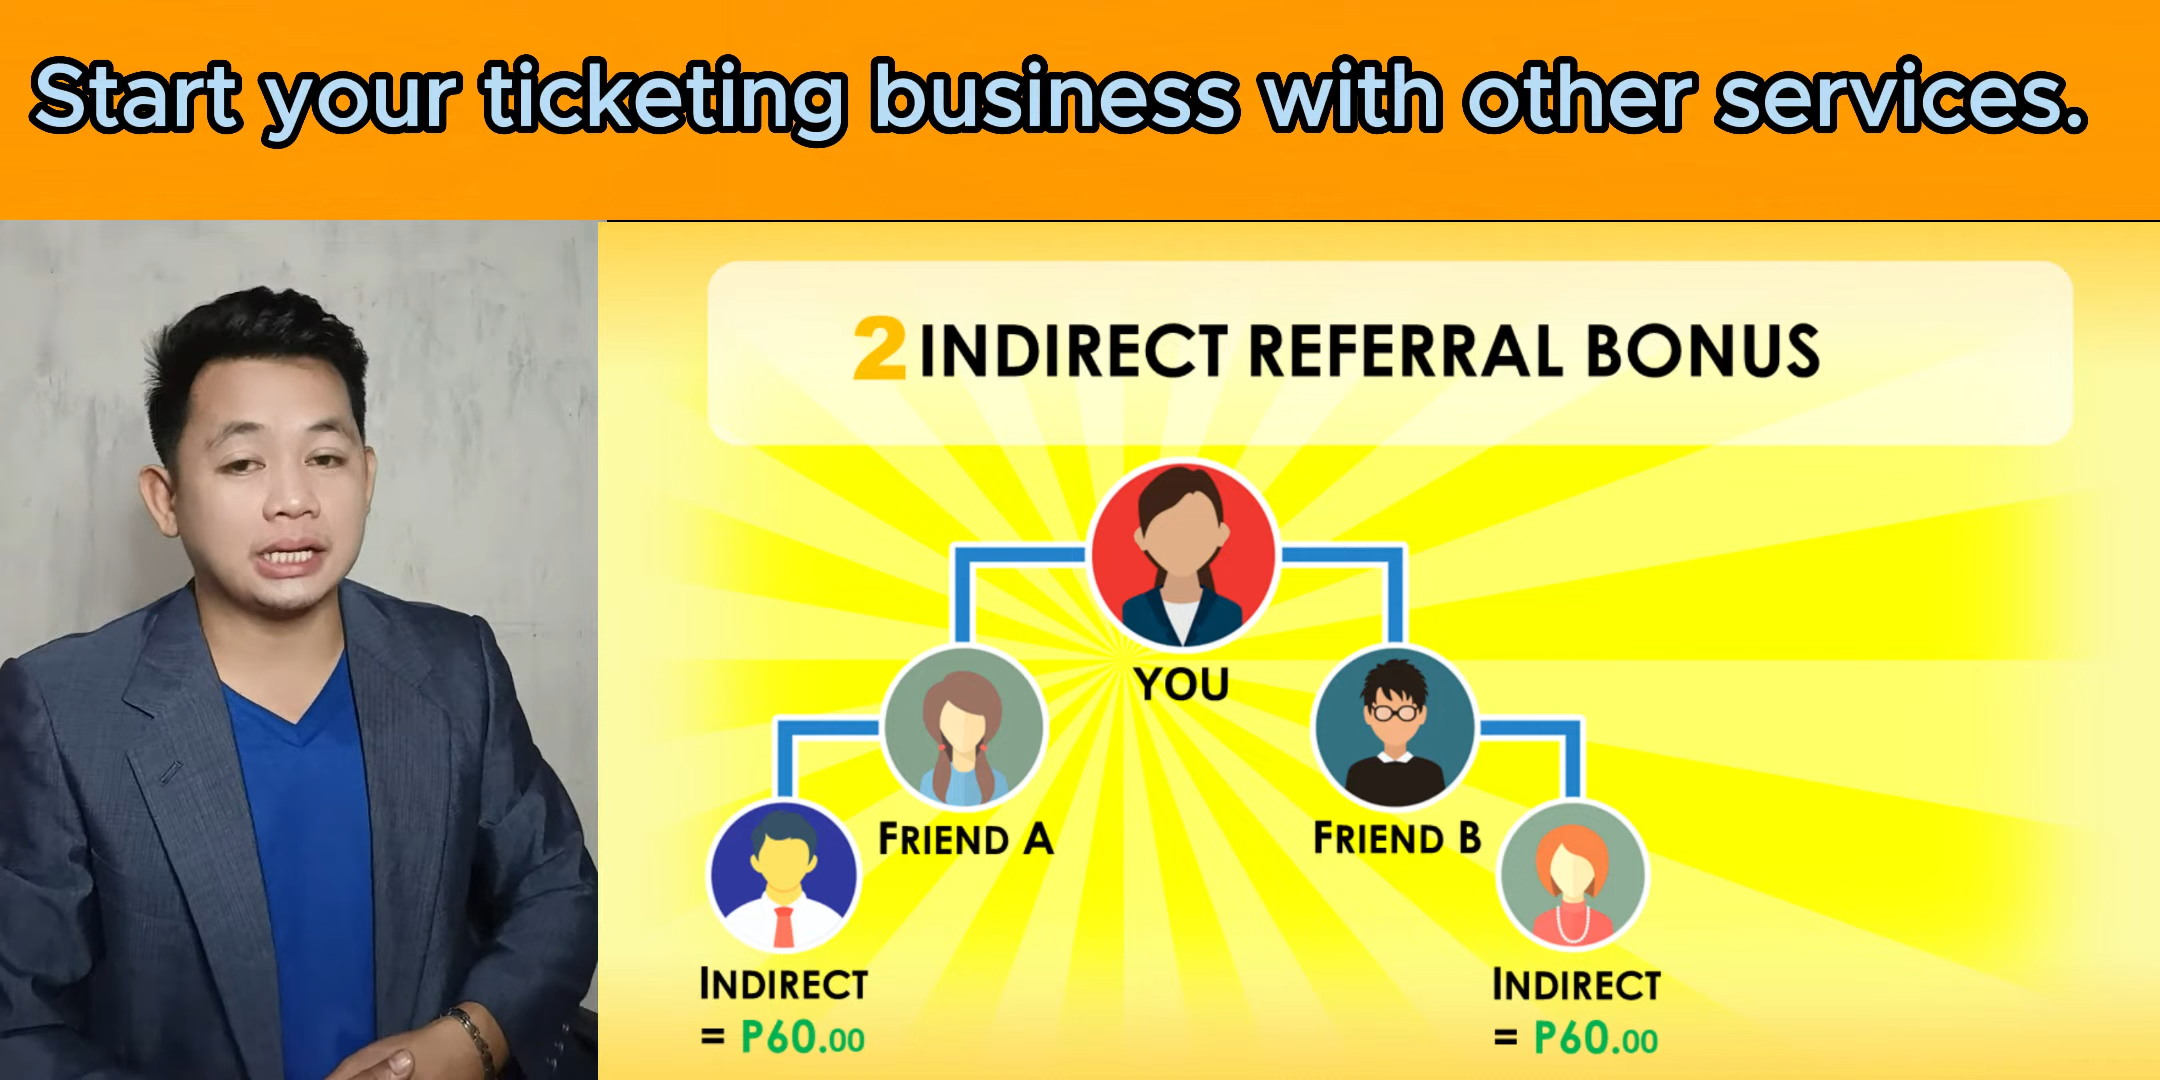 Start your ticketing business with other services.
2 INDIRECT REFERRAL BONUS
YOU
FRIEND A
FRIEND B
INDIRECT
= P60.00
INDIRECT
= P60.00